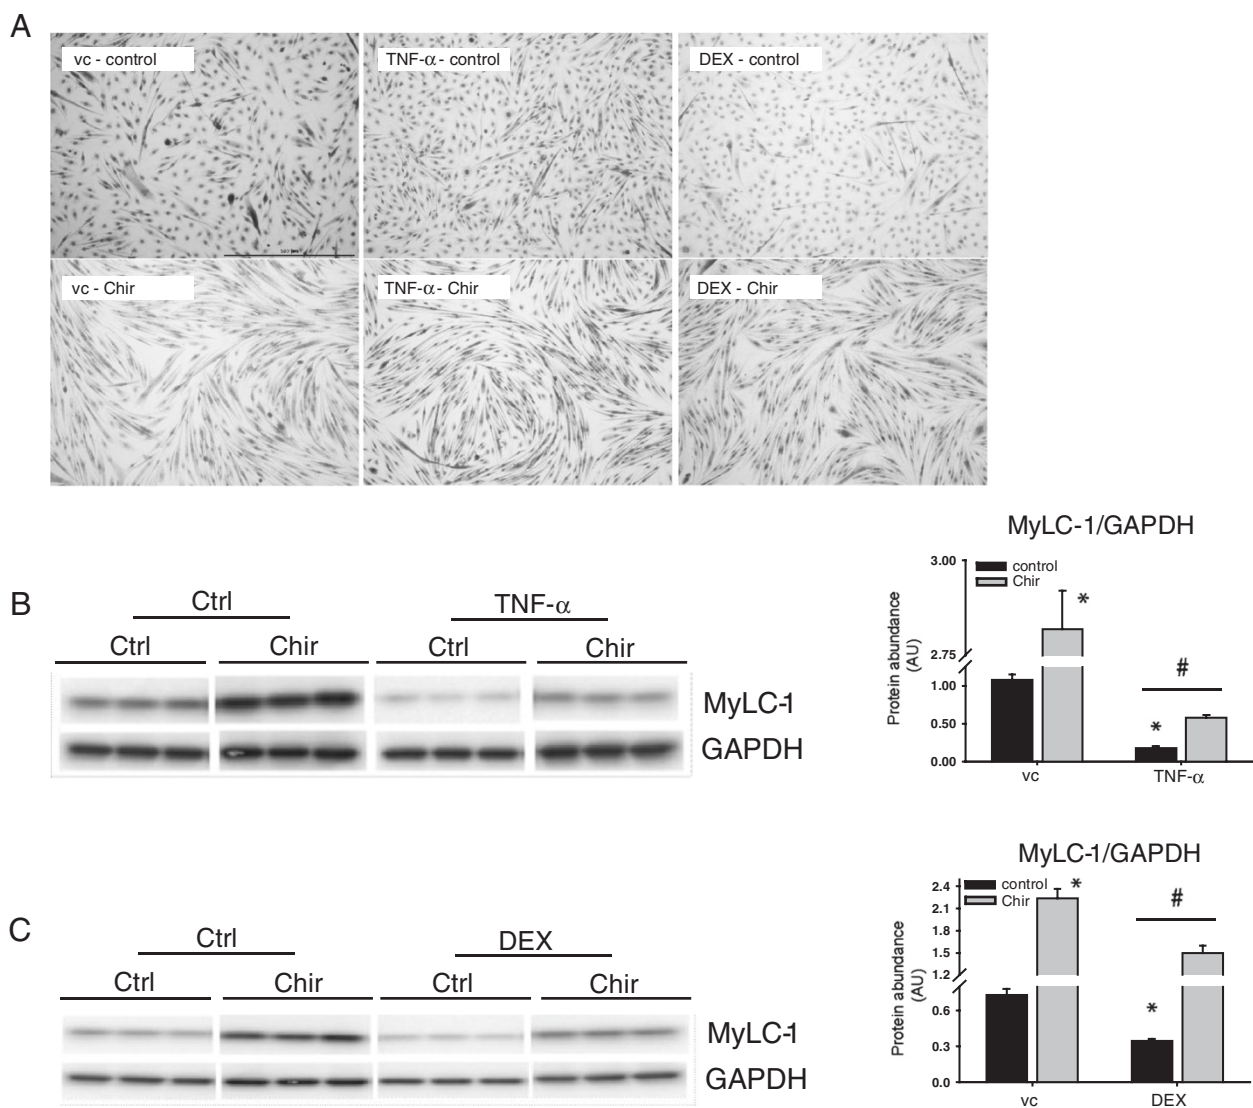 A
vc - control
TNF-α - control
DEX - control
vc - Chir
TNF-α - Chir
DEX - Chir
B
Ctrl
TNF-α
Ctrl
Chir
Ctrl
Chir
MyLC-1
GAPDH
MyLC-1/GAPDH
control
Chir
Protein abundance
(AU)
3.00
2.75
1.00
0.50
0.00
*
*
#
vc
TNF-α
C
Ctrl
DEX
Ctrl
Chir
Ctrl
Chir
MyLC-1
GAPDH
MyLC-1/GAPDH
control
Chir
Protein abundance
(AU)
2.4
2.1
1.8
1.5
1.2
0.6
0.3
0.0
*
*
#
vc
DEX